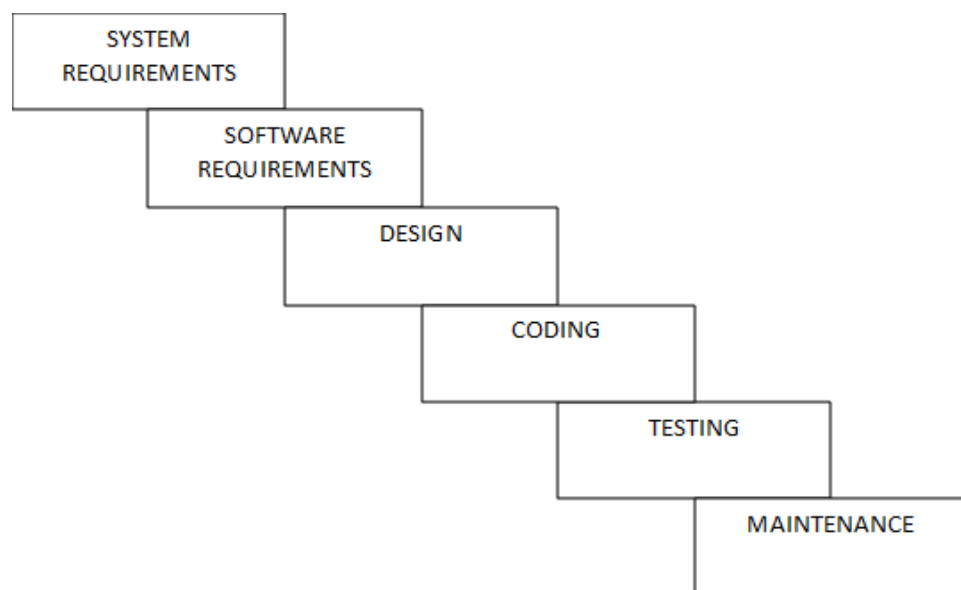 SYSTEM
REQUIREMENTS
SOFTWARE
REQUIREMENTS
DESIGN
CODING
TESTING
MAINTENANCE